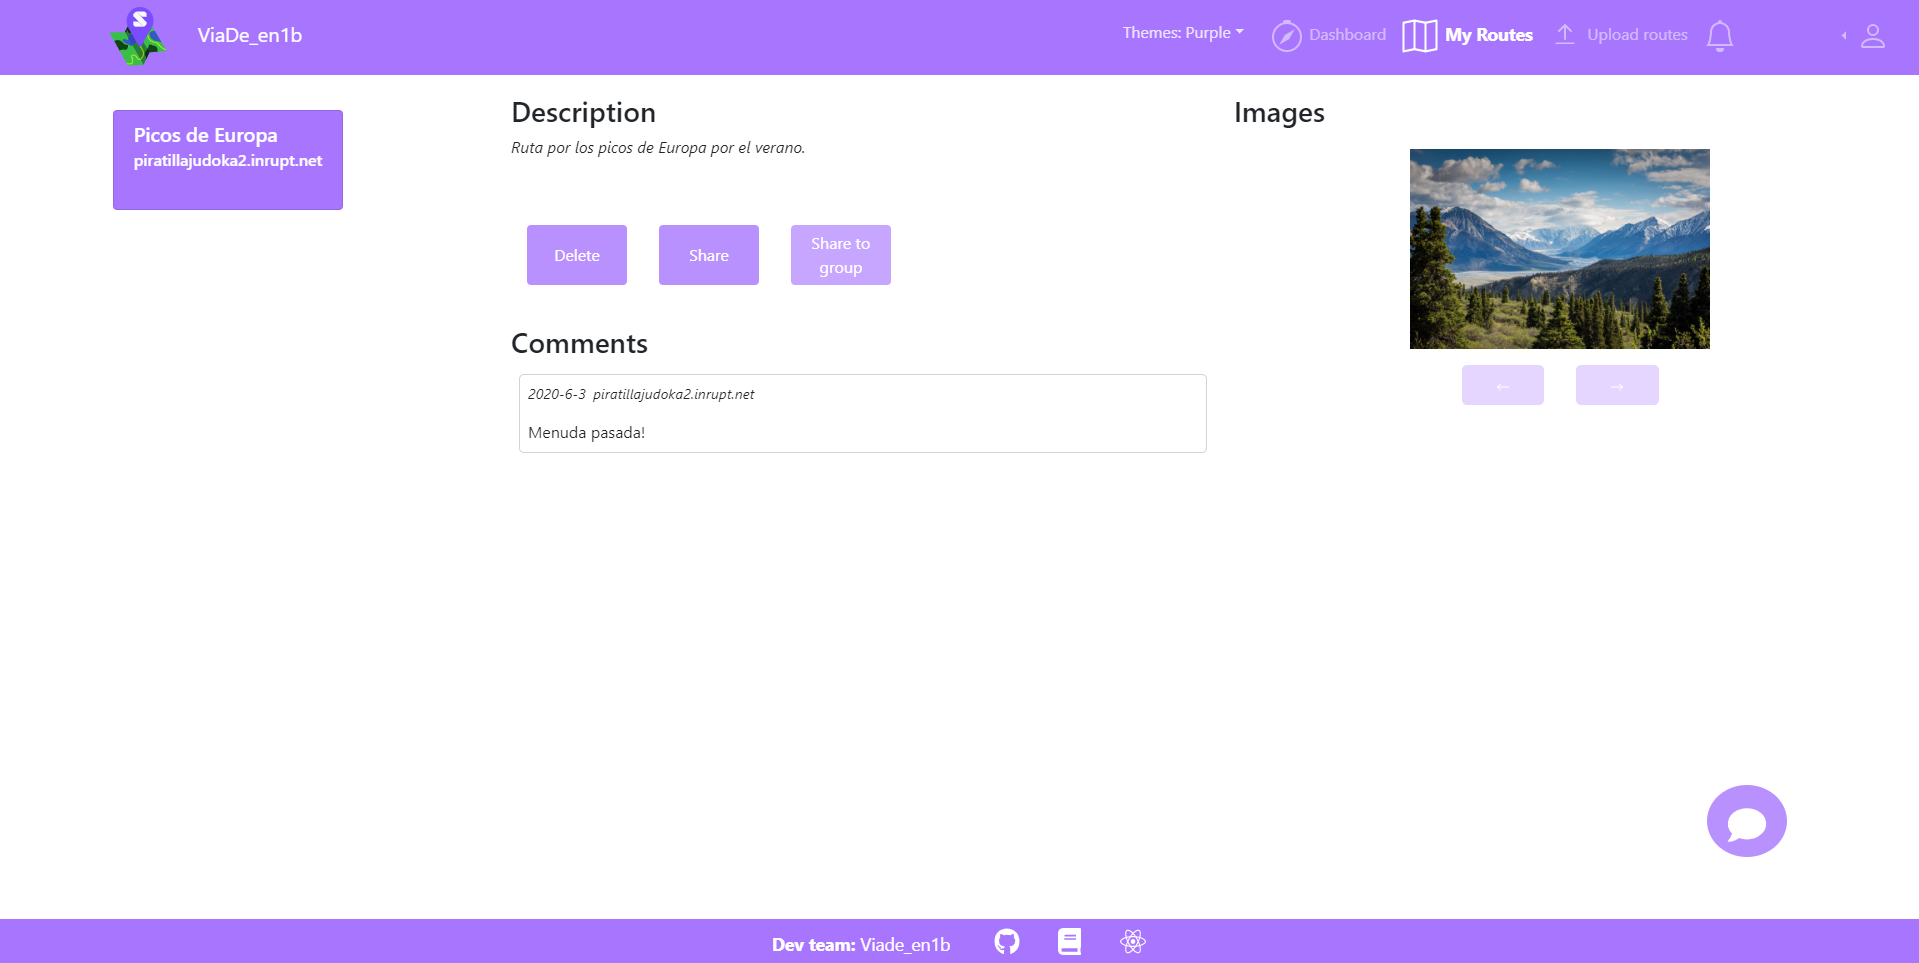 ViaDe_en1b
Themes: Purple
Dashboard
My Routes
Upload routes
Picos de Europa
piratillajudoka2.inrupt.net
Description
Ruta por los picos de Europa por el verano.
Delete
Share
Share to
group
Comments
2020-6-3 piratillajudoka2.inrupt.net
Menuda pasada!
Images
←
→
Dev team: Viade_en1b